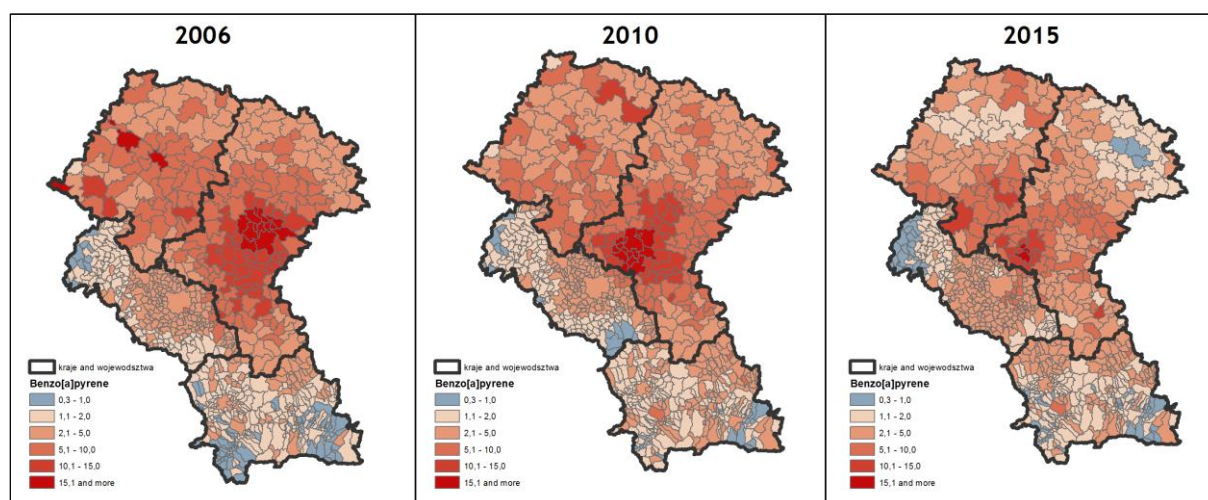 2006
kraje and wojewodsztwa
Benzo[a]pyrene
0,3 - 1,0
1,1 - 2,0
2,1 - 5,0
5,1 - 10,0
10,1 - 15,0
15,1 and more
2010
kraje and wojewodsztwa
Benzo[a]pyrene
0,3 - 1,0
1,1 - 2,0
2,1 - 5,0
5,1 - 10,0
10,1 - 15,0
15,1 and more
2015
kraje and wojewodsztwa
Benzo[a]pyrene
0,3 - 1,0
1,1 - 2,0
2,1 - 5,0
5,1 - 10,0
10,1 - 15,0
15,1 and more